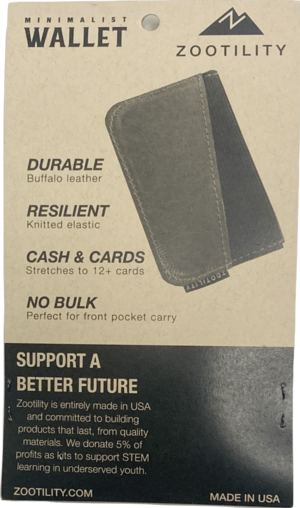 MINIMALIST
WALLET
ZOOTILITY
DURABLE
Buffalo leather
RESILIENT
Knitted elastic
CASH & CARDS
Stretches to 12+ cards
NO BULK
Perfect for front pocket carry
ZOOTILITY
SUPPORT A
BETTER FUTURE
Zootility is entirely made in USA
and committed to building
products that last, from quality
materials. We donate 5% of
profits as kits to support STEM
learning in underserved youth.
ZOOTILITY.COM
MADE IN USA